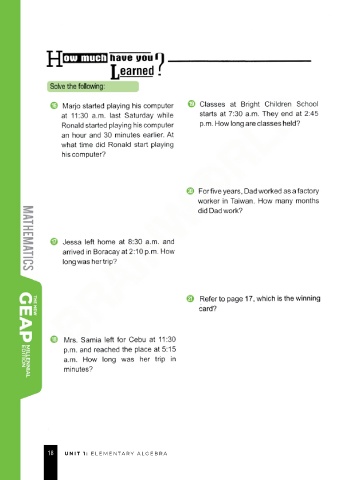 How much have you
Learned?
Solve the following:
16 Marjo started playing his computer
at 11:30 a.m. last Saturday while
Ronald started playing his computer
an hour and 30 minutes earlier. At
what time did Ronald start playing
his computer?
17 Jessa left home at 8:30 a.m. and
arrived in Boracay at 2:10 p.m. How
long was her trip?
18 Mrs. Samia left for Cebu at 11:30
p.m. and reached the place at 5:15
a.m. How long was her trip in
minutes?
19 Classes at Bright Children School
starts at 7:30 a.m. They end at 2:45
p.m. How long are classes held?
20 For five years, Dad worked as a factory
worker in Taiwan. How many months
did Dad work?
21 Refer to page 17, which is the winning
card?
MATHEMATICS
THE NEW
GEAP
MILLENNIAL
EDITION
18 UNIT 1: ELEMENTARY ALGEBRA